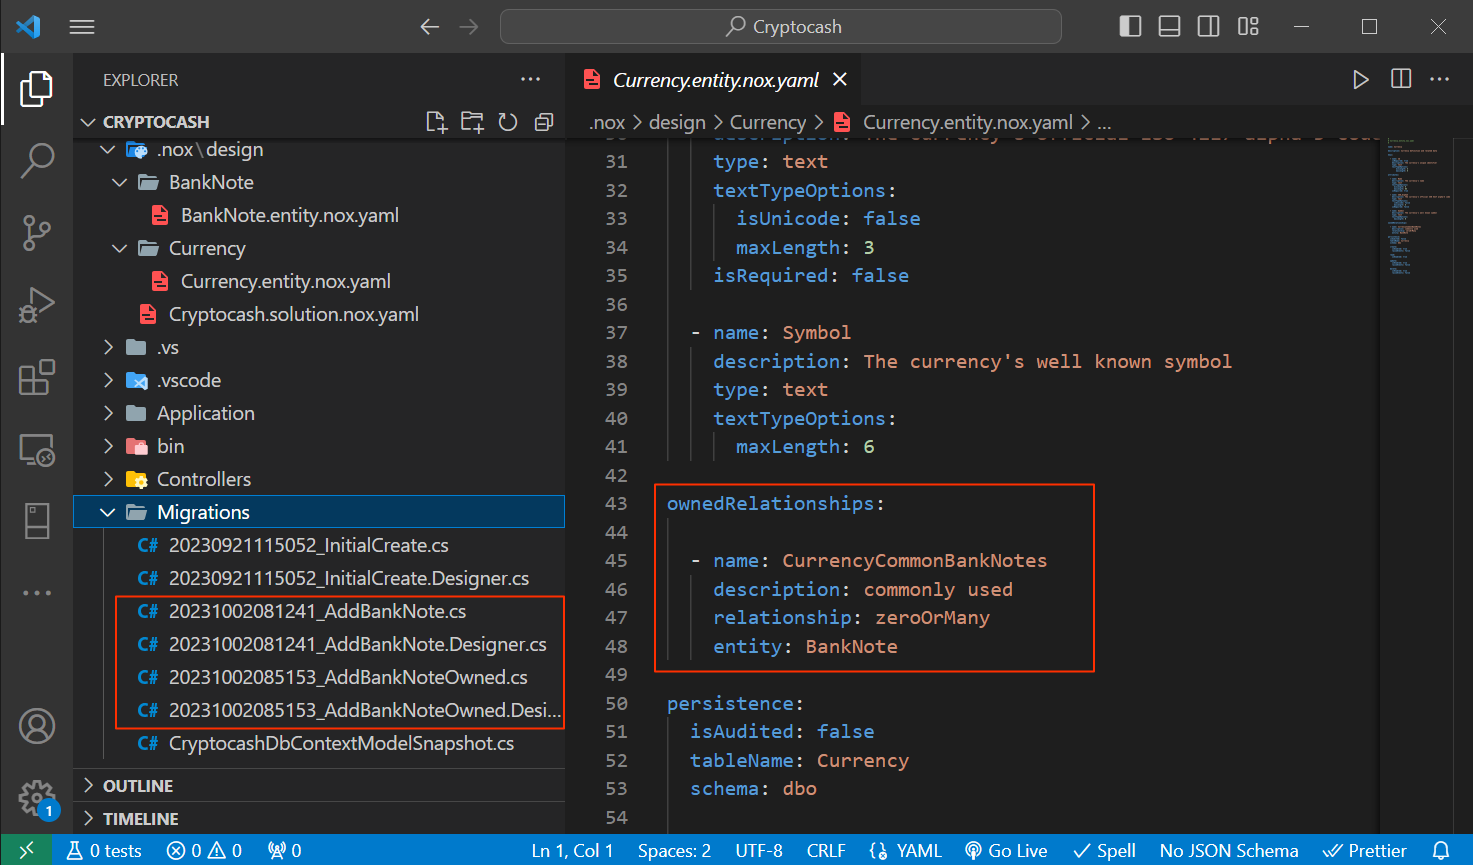 Cryptocash
EXPLORER
CRYPTOCASH
.nox\design
BankNote
BankNote.entity.nox.yaml
Currency
Currency.entity.nox.yaml
Cryptocash.solution.nox.yaml
.vs
.vscode
Application
bin
Controllers
Migrations
C# 20230921115052_InitialCreate.cs
C# 20230921115052_InitialCreate.Designer.cs
C# 20231002081241_AddBankNote.cs
C# 20231002081241_AddBankNote.Designer.cs
C# 20231002085153_AddBankNoteOwned.cs
C# 20231002085153_AddBankNoteOwned.Desi...
C# CryptocashDbContextModelSnapshot.cs
OUTLINE
TIMELINE
1
Currency.entity.nox.yaml
.nox > design > Currency > Currency.entity.nox.yaml > ...
31 type: text
32 textTypeOptions:
33 isUnicode: false
34 maxLength: 3
35 isRequired: false
36
37 - name: Symbol
38 description: The currency's well known symbol
39 type: text
40 textTypeOptions:
41 maxLength: 6
42
43 ownedRelationships:
44
45 - name: CurrencyCommonBankNotes
46 description: commonly used
47 relationship: zeroOrMany
48 entity: BankNote
49
50 persistence:
51 isAudited: false
52 tableName: Currency
53 schema: dbo
54
0 tests 0 0 0 Ln 1, Col 1 Spaces: 2 UTF-8 CRLF YAML Go Live Spell No JSON Schema Prettier